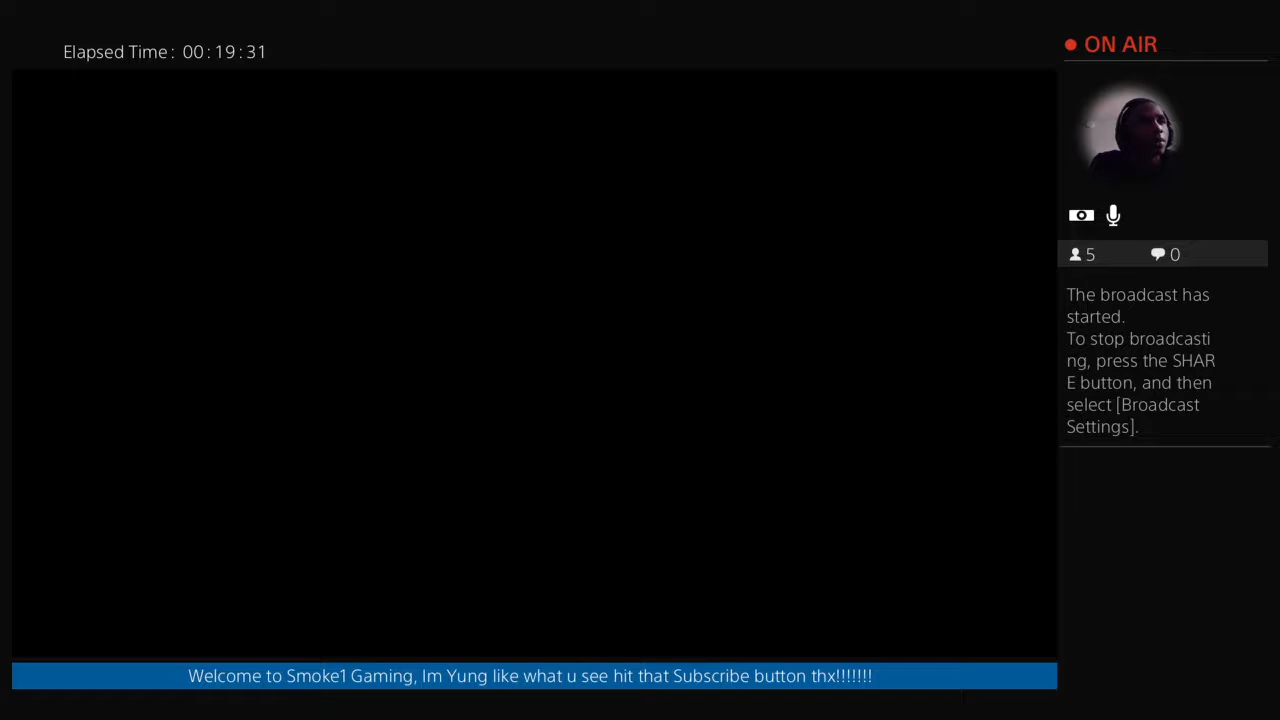 Elapsed Time: 00:19:31
ON AIR
5 0
The broadcast has
started.
To stop broadcasti
ng, press the SHAR
E button, and then
select [Broadcast
Settings].
Welcome to Smoke1 Gaming, Im Yung like what u see hit that Subscribe button thx!!!!!!!